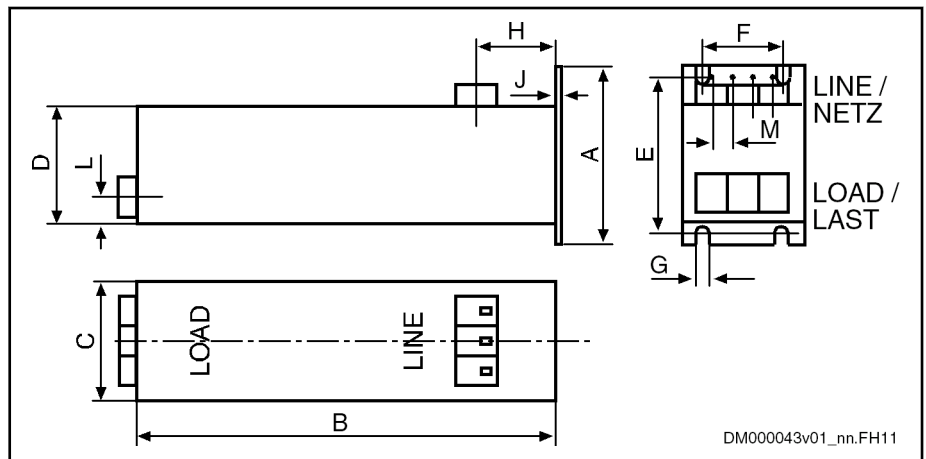 H
J
F
LINE /
NETZ
D
L
A
E
M
LOAD /
LAST
G
C
LOAD
LINE
B
DM000043v01_nn.FH11